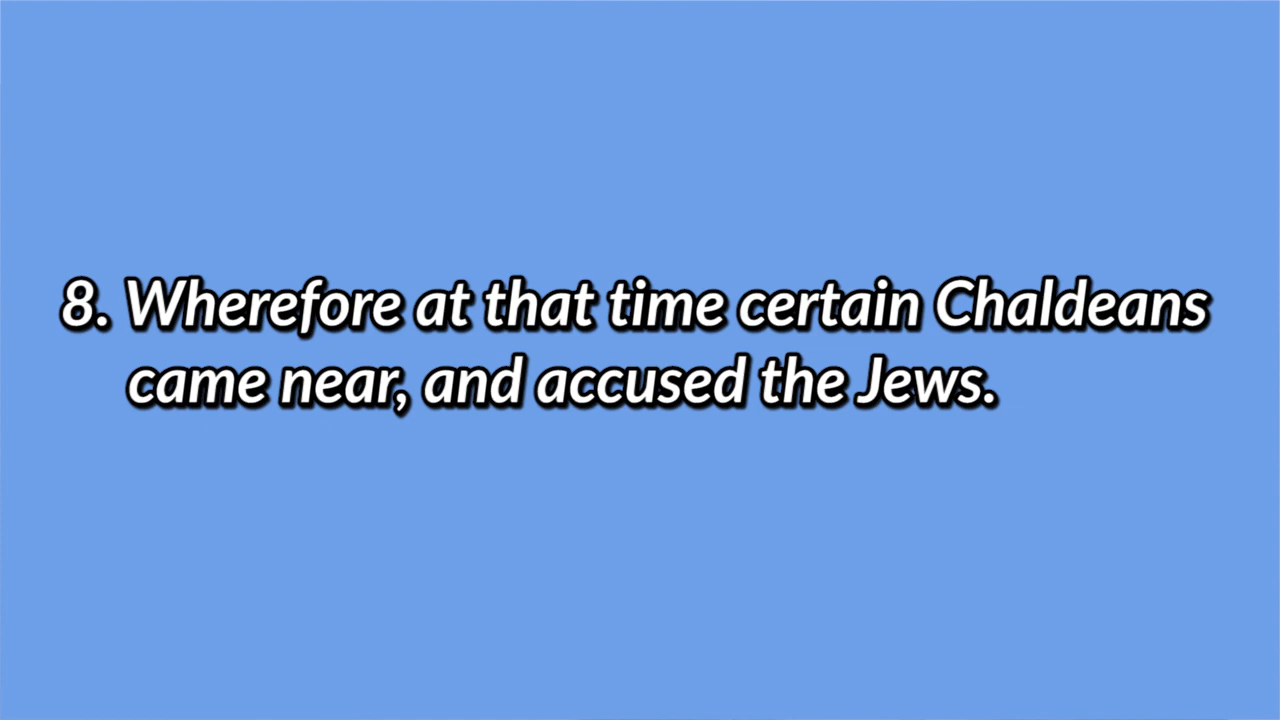 8. Wherefore at that time certain Chaldeans
came near, and accused the Jews.